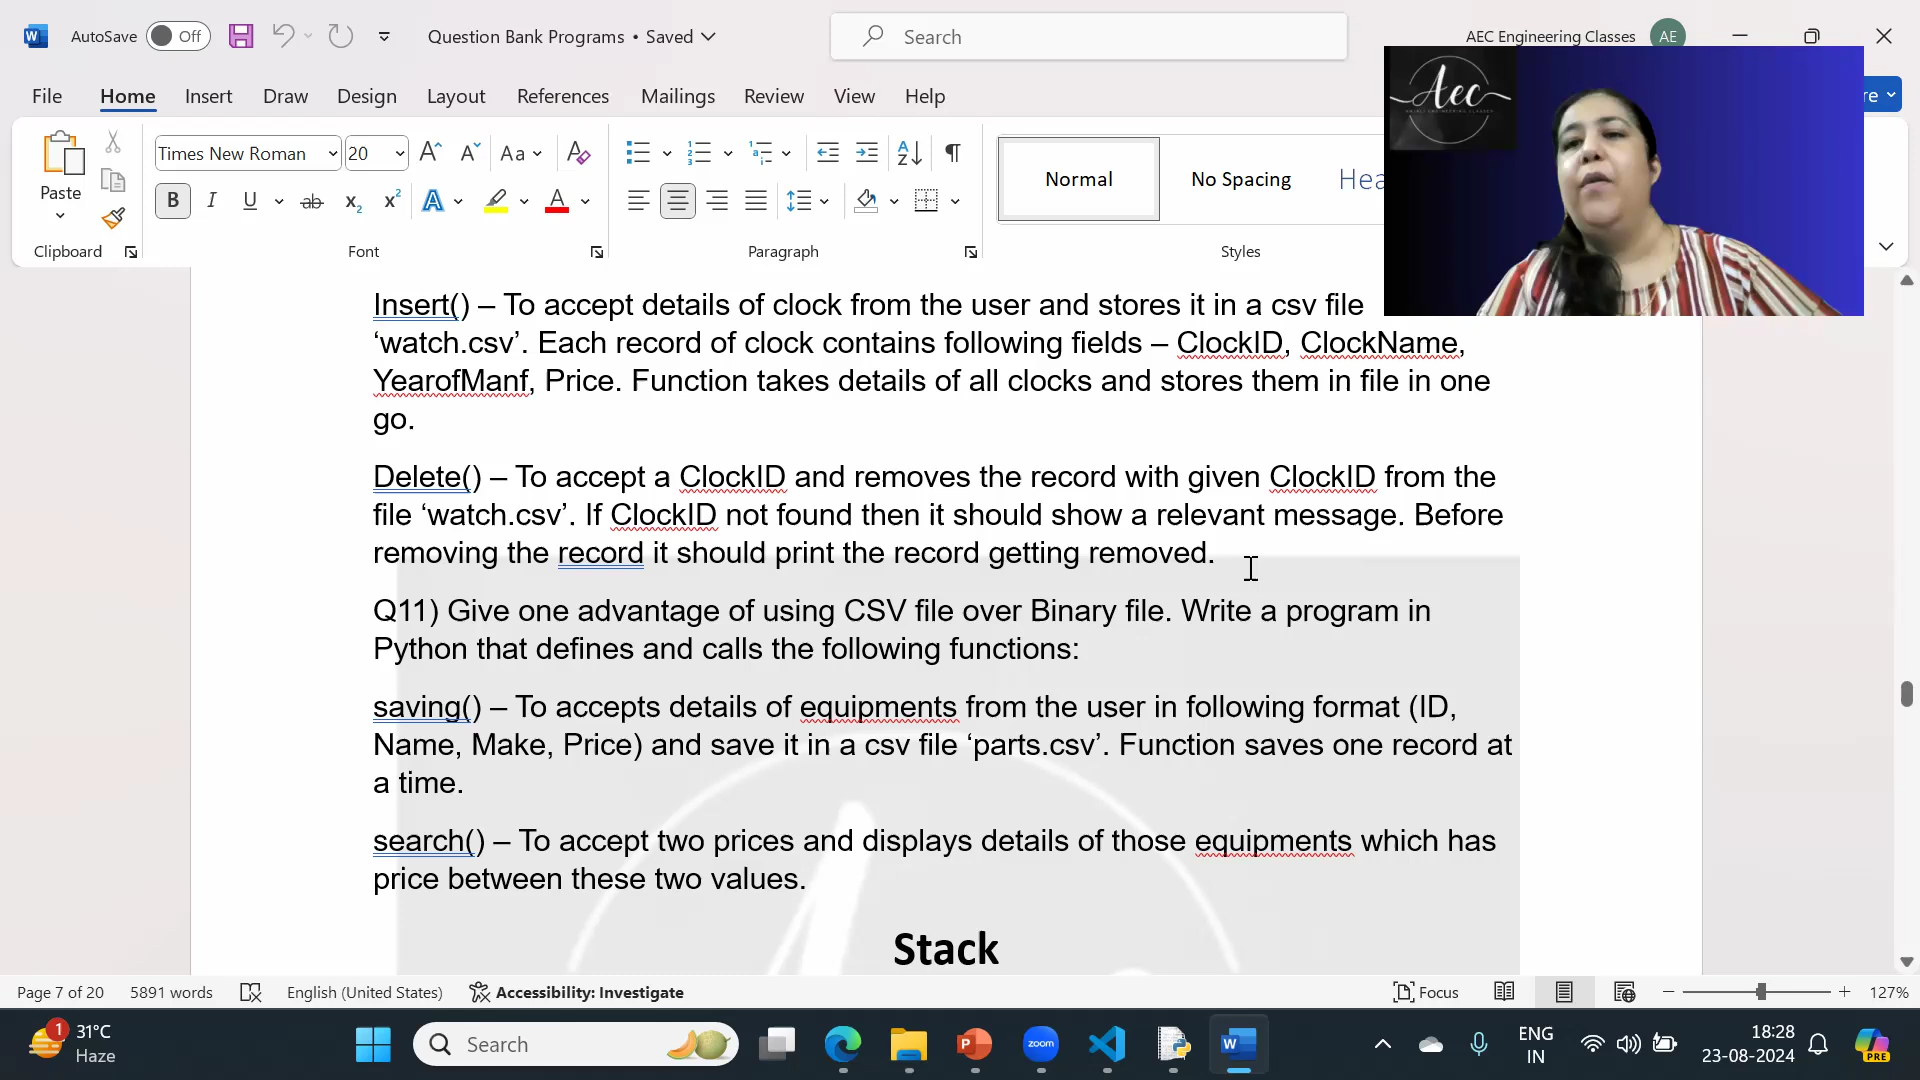 AutoSave Off Question Bank Programs • Saved Search AEC Engineering Classes AE
File Home Insert Draw Design Layout References Mailings Review View Help re
Aec
Paste Times New Roman 20 Aa Normal No Spacing Hea
Clipboard Font Paragraph Styles
Insert() – To accept details of clock from the user and stores it in a csv file
‘watch.csv’. Each record of clock contains following fields – ClockID, ClockName,
YearofManf, Price. Function takes details of all clocks and stores them in file in one
go.
Delete() – To accept a ClockID and removes the record with given ClockID from the
file ‘watch.csv’. If ClockID not found then it should show a relevant message. Before
removing the record it should print the record getting removed.
Q11) Give one advantage of using CSV file over Binary file. Write a program in
Python that defines and calls the following functions:
saving() – To accepts details of equipments from the user in following format (ID,
Name, Make, Price) and save it in a csv file ‘parts.csv’. Function saves one record at
a time.
search() – To accept two prices and displays details of those equipments which has
price between these two values.
Stack
Page 7 of 20 5891 words English (United States) Accessibility: Investigate Focus 127%
1 31°C Search zoom ENG 18:28
Haze IN 23-08-2024 PRE